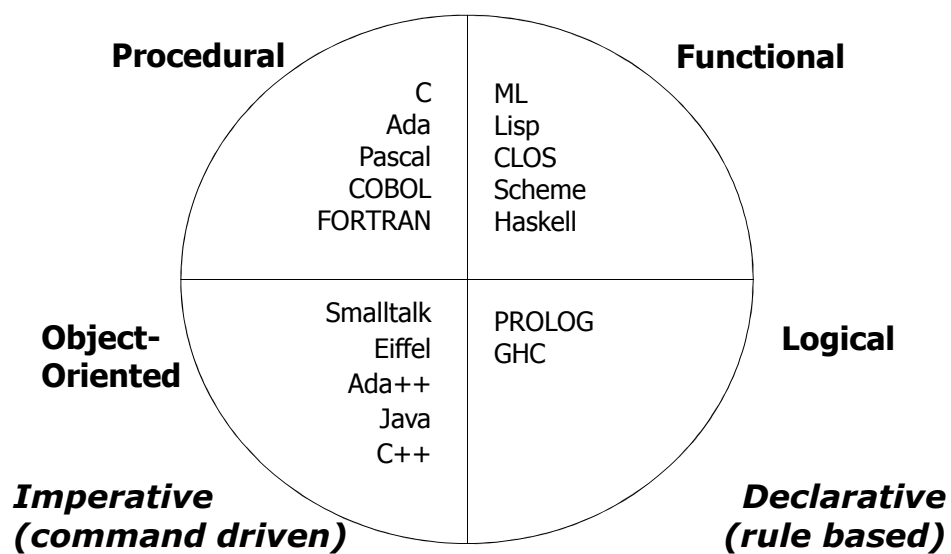 Procedural
Functional
C
Ada
Pascal
COBOL
FORTRAN
ML
Lisp
CLOS
Scheme
Haskell
Object-
Oriented
Smalltalk
Eiffel
Ada++
Java
C++
PROLOG
GHC
Logical
Imperative
(command driven)
Declarative
(rule based)